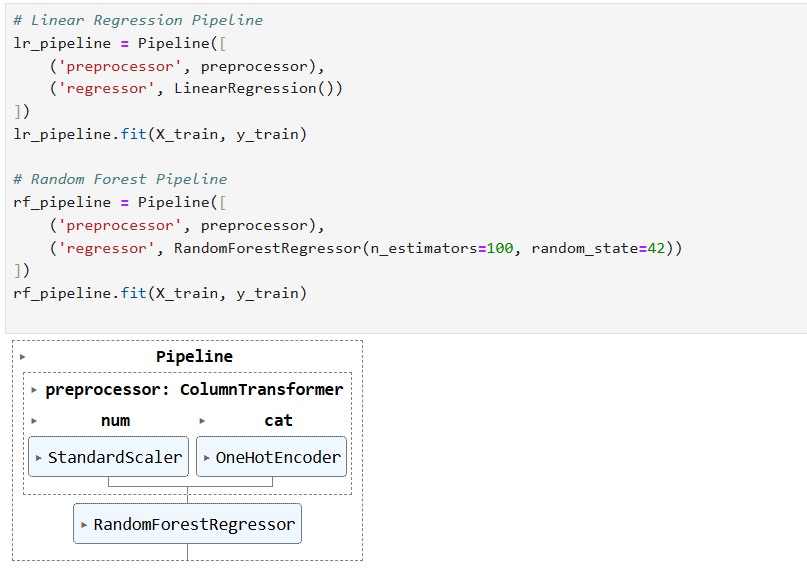 # Linear Regression Pipeline
lr_pipeline = Pipeline([
    ('preprocessor', preprocessor),
    ('regressor', LinearRegression())
])
lr_pipeline.fit(X_train, y_train)

# Random Forest Pipeline
rf_pipeline = Pipeline([
    ('preprocessor', preprocessor),
    ('regressor', RandomForestRegressor(n_estimators=100, random_state=42))
])
rf_pipeline.fit(X_train, y_train)

Pipeline
preprocessor: ColumnTransformer
num cat
StandardScaler OneHotEncoder
RandomForestRegressor